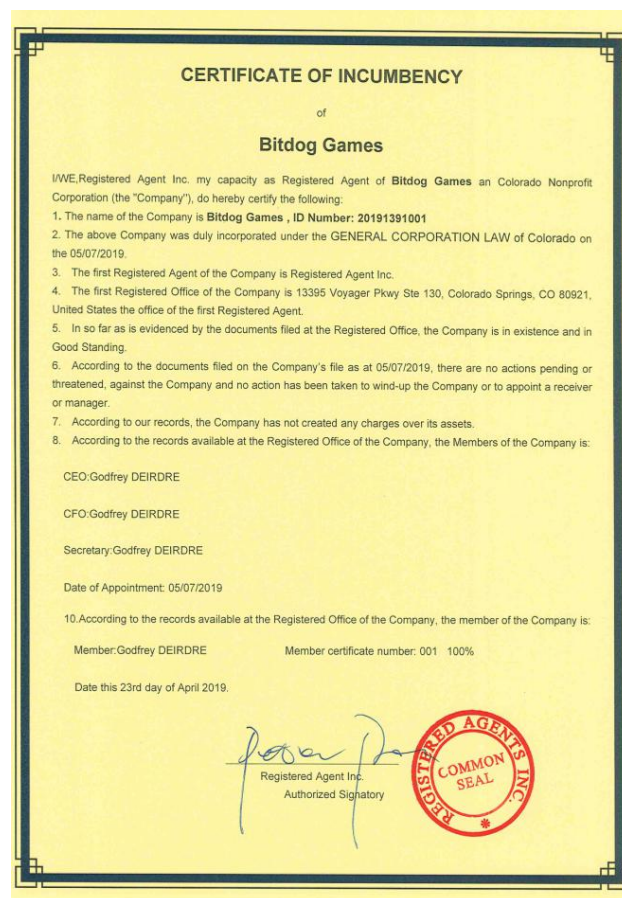 CERTIFICATE OF INCUMBENCY
of
Bitdog Games
I/WE,Registered Agent Inc. my capacity as Registered Agent of Bitdog Games an Colorado Nonprofit
Corporation (the "Company"), do hereby certify the following:
1. The name of the Company is Bitdog Games , ID Number: 20191391001
2. The above Company was duly incorporated under the GENERAL CORPORATION LAW of Colorado on
the 05/07/2019.
3. The first Registered Agent of the Company is Registered Agent Inc.
4. The first Registered Office of the Company is 13395 Voyager Pkwy Ste 130, Colorado Springs, CO 80921,
United States the office of the first Registered Agent.
5. In so far as is evidenced by the documents filed at the Registered Office, the Company is in existence and in
Good Standing.
6. According to the documents filed on the Company's file as at 05/07/2019, there are no actions pending or
threatened, against the Company and no action has been taken to wind-up the Company or to appoint a receiver
or manager.
7. According to our records, the Company has not created any charges over its assets.
8. According to the records available at the Registered Office of the Company, the Members of the Company is:
CEO:Godfrey DEIRDRE
CFO:Godfrey DEIRDRE
Secretary:Godfrey DEIRDRE
Date of Appointment: 05/07/2019
10.According to the records available at the Registered Office of the Company, the member of the Company is:
Member:Godfrey DEIRDRE Member certificate number: 001 100%
Date this 23rd day of April 2019.
Registered Agent Inc.
Authorized Signatory
REGISTERED AGENTS INC.
COMMON
SEAL